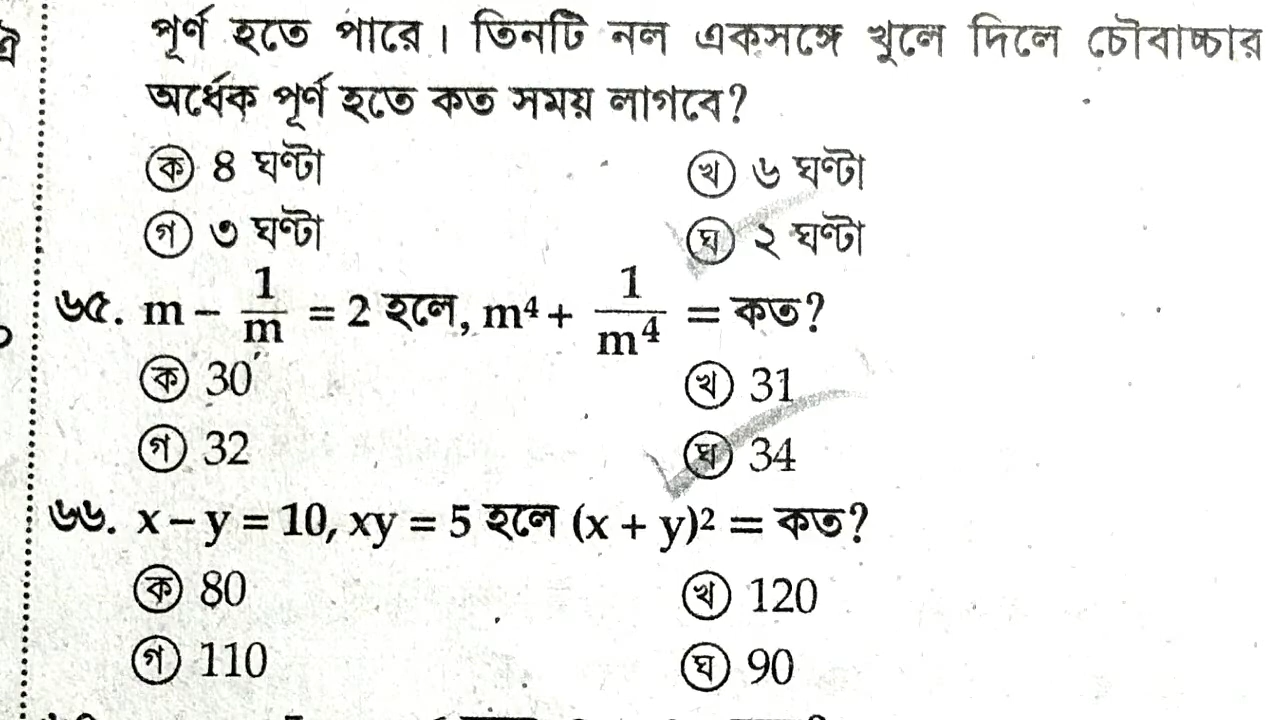 পূর্ণ হতে পারে। তিনটি নল একসঙ্গে খুলে দিলে চৌবাচ্চার
অর্ধেক পূর্ণ হতে কত সময় লাগবে?
ক ৪ ঘণ্টা খ ৬ ঘণ্টা
গ ৩ ঘণ্টা ঘ ২ ঘণ্টা
৬৫. m – 1/m = 2 হলে, m⁴ + 1/m⁴ = কত?
ক 30 খ 31
গ 32 ঘ 34
৬৬. x – y = 10, xy = 5 হলে (x + y)² = কত?
ক 80 খ 120
গ 110 ঘ 90